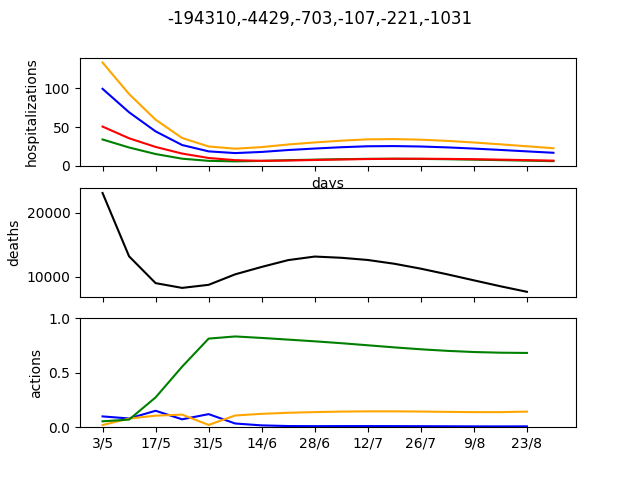 -194310,-4429,-703,-107,-221,-1031
hospitalizations
100
50
0
days
deaths
20000
10000
actions
1.0
0.5
0.0
3/5 17/5 31/5 14/6 28/6 12/7 26/7 9/8 23/8